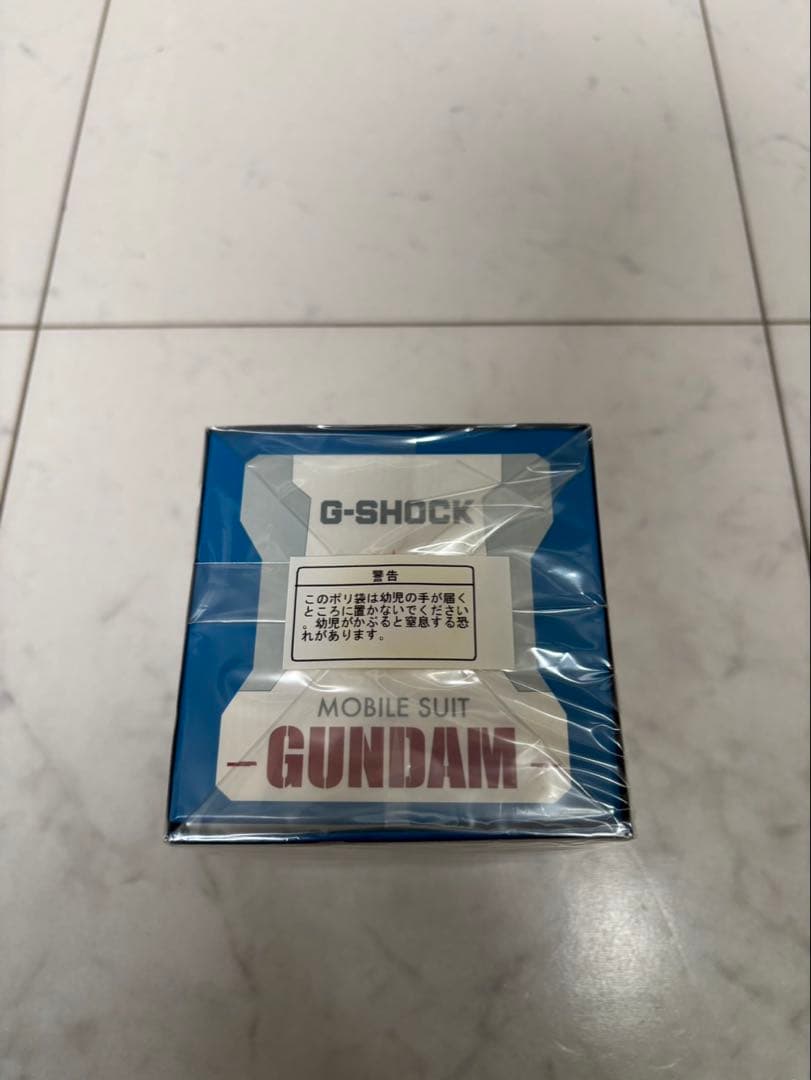 G-SHOCK
警告
このポリ袋は幼児の手が届く
ところに置かないでください
。幼児がかぶると窒息する恐
れがあります。
MOBILE SUIT
-GUNDAM-